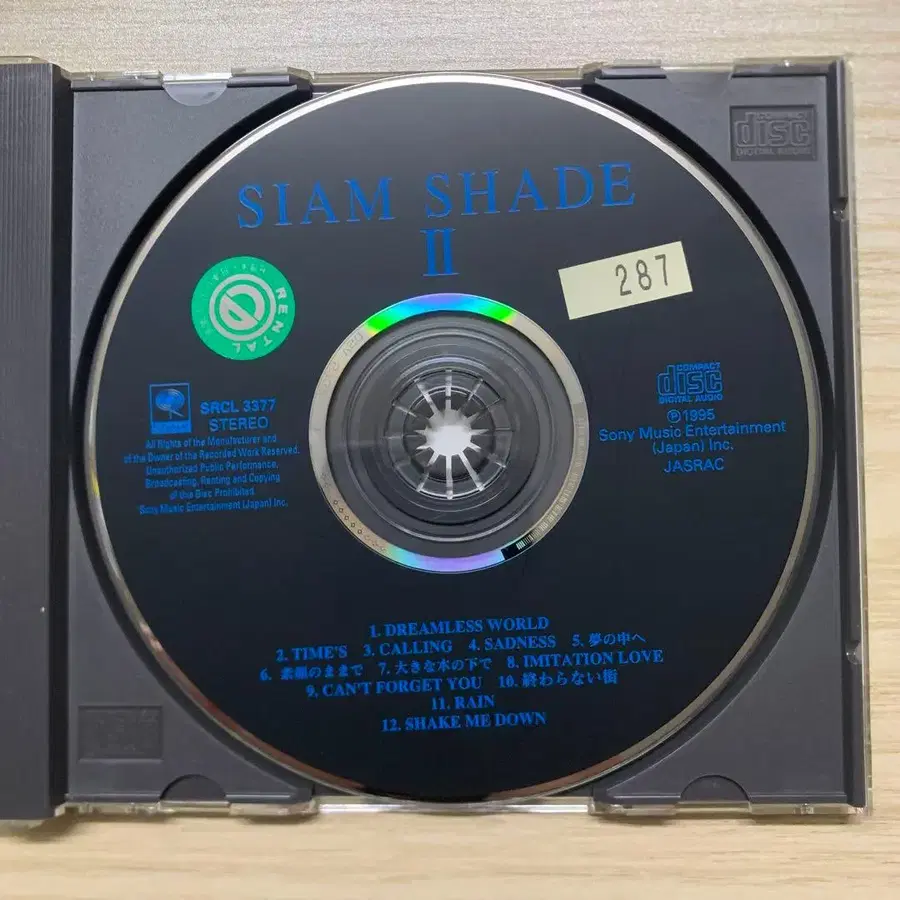 SIAM SHADE
II
RENTAL
287
COMPACT
disc
DIGITAL AUDIO
SRCL 3377
STEREO
All Rights of the Manufacturer and
of the Owner of the Recorded Work Reserved.
Unauthorized Public Performance,
Broadcasting, Renting and Copying
of this Disc Prohibited.
Sony Music Entertainment (Japan) Inc.
COMPACT
disc
DIGITAL AUDIO
Ⓟ1995
Sony Music Entertainment
(Japan) Inc.
JASRAC
1. DREAMLESS WORLD
2. TIME'S 3. CALLING 4. SADNESS 5. 夢の中へ
6. 素顔のままで 7. 大きな木の下で 8. IMITATION LOVE
9. CAN'T FORGET YOU 10. 終わらない街
11. RAIN
12. SHAKE ME DOWN